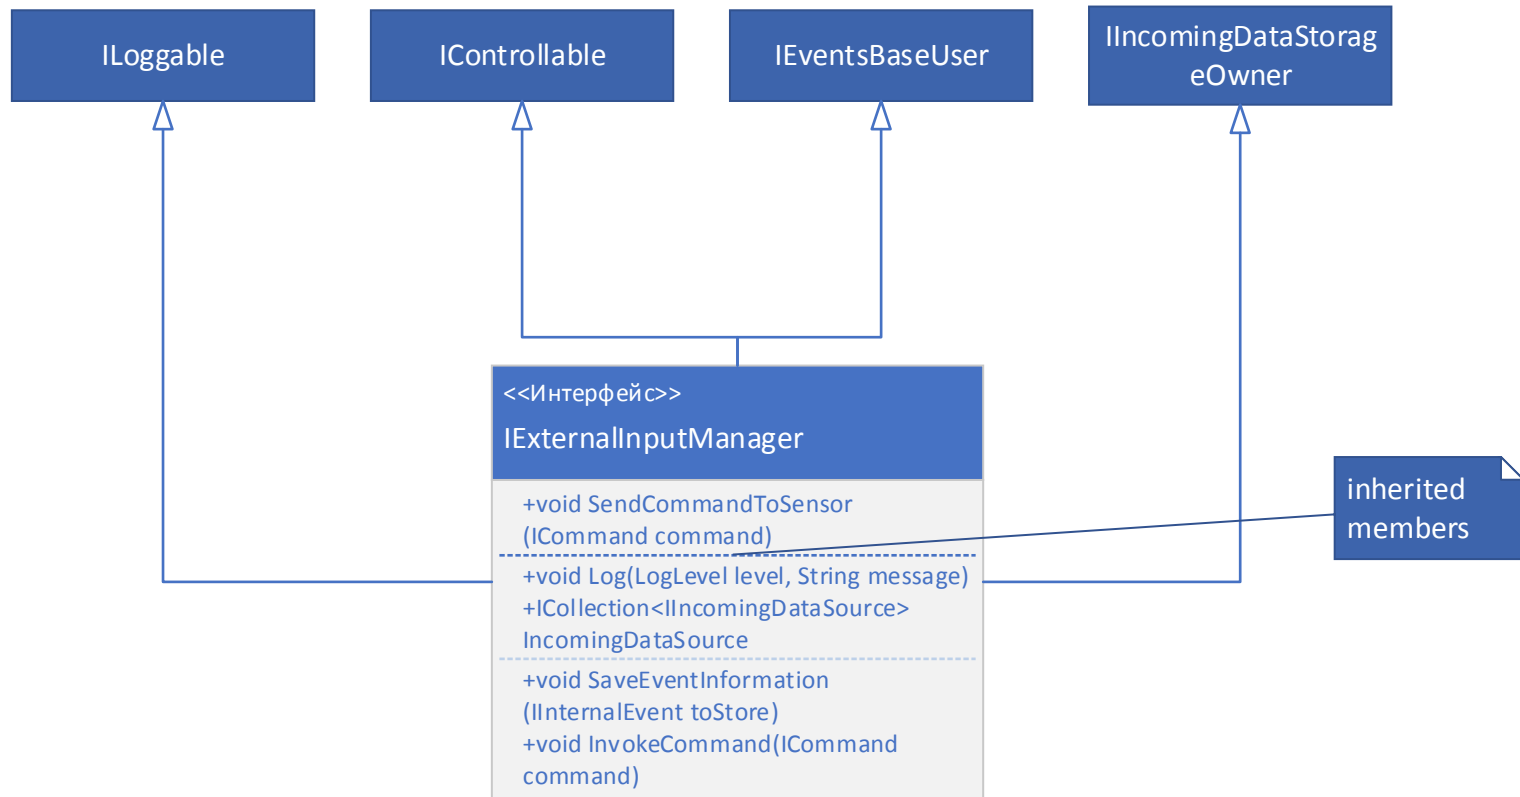 ILoggable
IControllable
IEventsBaseUser
IIncomingDataStorag
eOwner
<<Интерфейс>>
IExternalInputManager
+void SendCommandToSensor
(ICommand command)
+void Log(LogLevel level, String message)
+ICollection<IIncomingDataSource>
IncomingDataSource
+void SaveEventInformation
(IInternalEvent toStore)
+void InvokeCommand(ICommand
command)
inherited
members